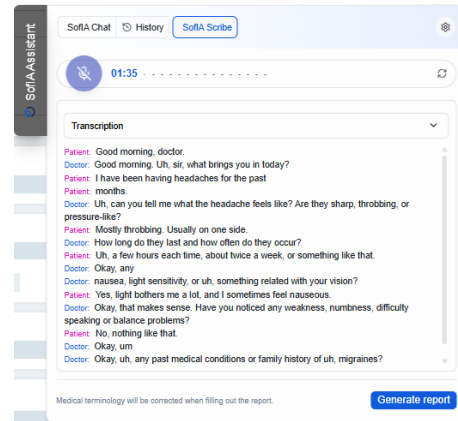 SofIA Assistant
SofIA Chat History SofIA Scribe
01:35
Transcription
Patient: Good morning, doctor.
Doctor: Good morning. Uh, sir, what brings you in today?
Patient: I have been having headaches for the past
Patient: months.
Doctor: Uh, can you tell me what the headache feels like? Are they sharp, throbbing, or
pressure-like?
Patient: Mostly throbbing. Usually on one side.
Doctor: How long do they last and how often do they occur?
Patient: Uh, a few hours each time, about twice a week, or something like that.
Doctor: Okay, any
Doctor: nausea, light sensitivity, or uh, something related with your vision?
Patient: Yes, light bothers me a lot, and I sometimes feel nauseous.
Doctor: Okay, that makes sense. Have you noticed any weakness, numbness, difficulty
speaking or balance problems?
Patient: No, nothing like that.
Doctor: Okay, um
Doctor: Okay, uh, any past medical conditions or family history of uh, migraines?
Medical terminology will be corrected when filling out the report.
Generate report